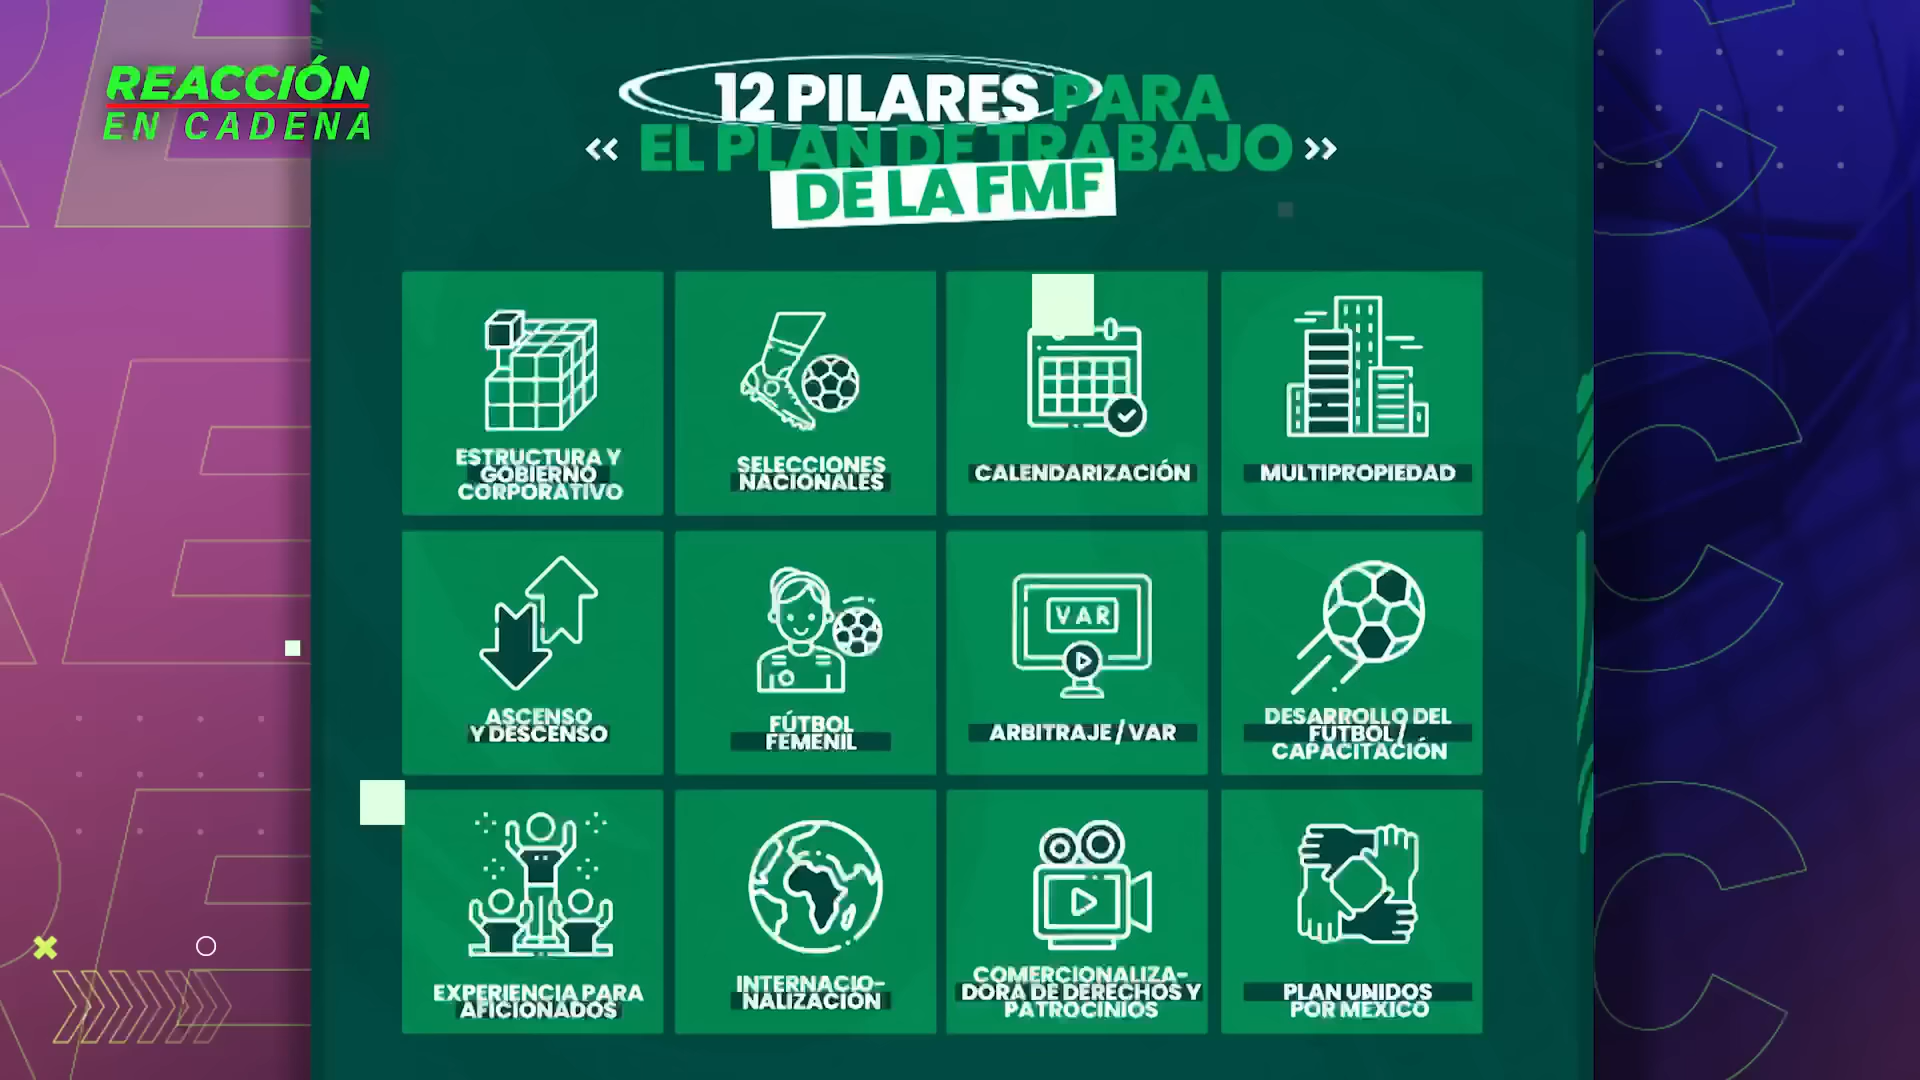 REACCIÓN
EN CADENA
12 PILARES PARA
« EL PLAN DE TRABAJO »
DE LA FMF
ESTRUCTURA Y
GOBIERNO
CORPORATIVO
SELECCIONES
NACIONALES
CALENDARIZACIÓN
MULTIPROPIEDAD
ASCENSO
Y DESCENSO
FÚTBOL
FEMENIL
VAR
ARBITRAJE / VAR
DESARROLLO DEL
FÚTBOL /
CAPACITACIÓN
EXPERIENCIA PARA
AFICIONADOS
INTERNACIO-
NALIZACIÓN
COMERCIONALIZA-
DORA DE DERECHOS Y
PATROCINIOS
PLAN UNIDOS
POR MÉXICO